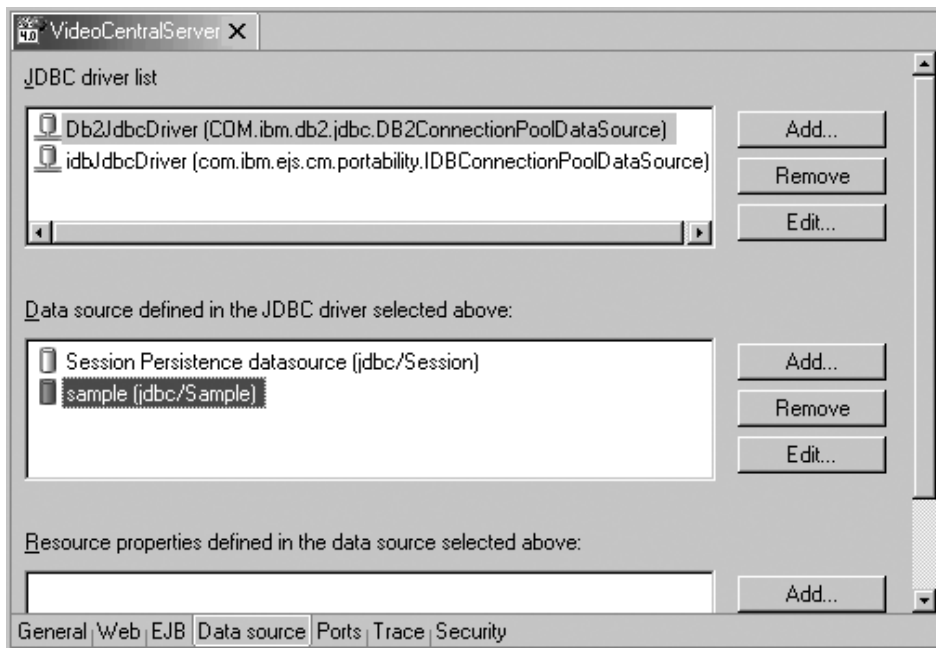 4.0 VideoCentralServer X
JDBC driver list
Db2JdbcDriver (COM.ibm.db2.jdbc.DB2ConnectionPoolDataSource)
Add...
idbJdbcDriver (com.ibm.ejs.cm.portability.IDBConnectionPoolDataSource)
Remove
Edit...
Data source defined in the JDBC driver selected above:
Session Persistence datasource (jdbc/Session)
Add...
sample (jdbc/Sample)
Remove
Edit...
Resource properties defined in the data source selected above:
Add...
General Web EJB Data source Ports Trace Security